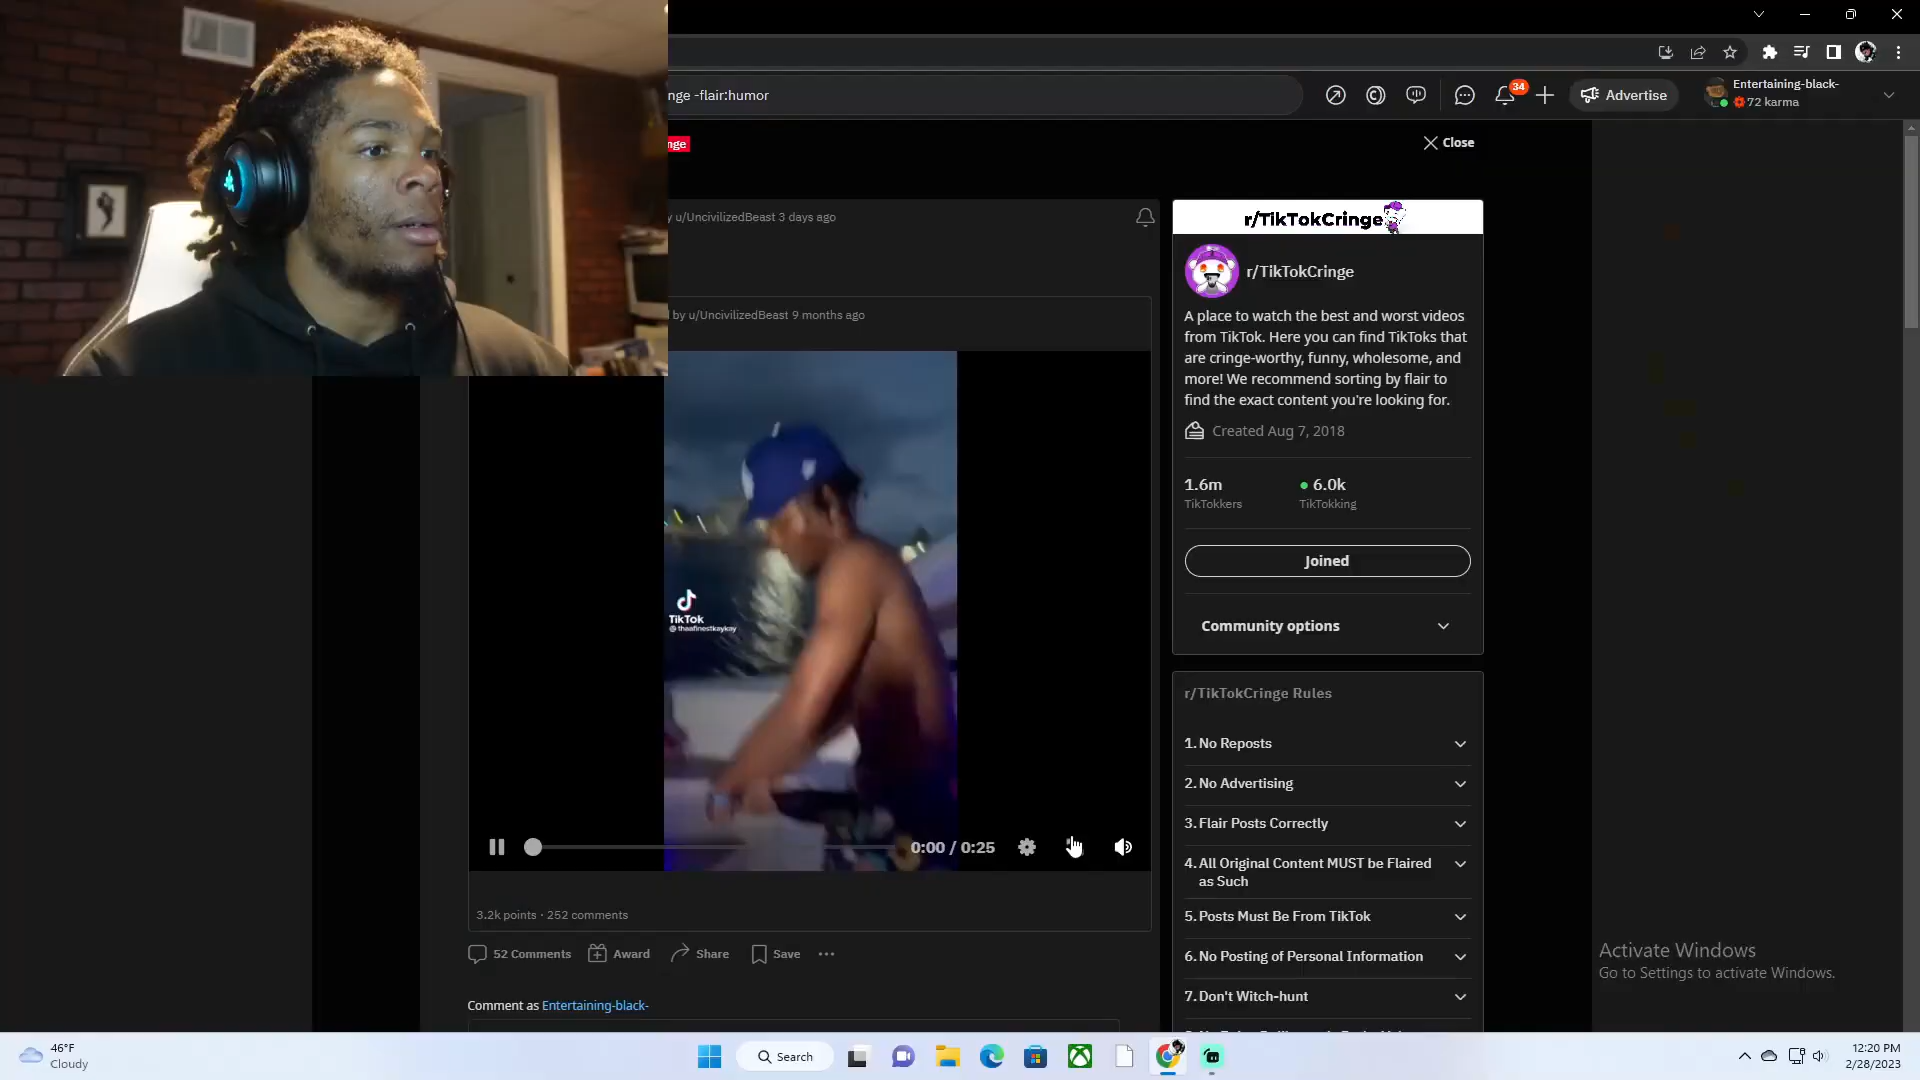 nge -flair:humor
34
Advertise
Entertaining-black-
72 karma
nge
Close
u/UncivilizedBeast 3 days ago
by u/UncivilizedBeast 9 months ago
r/TikTokCringe
r/TikTokCringe
A place to watch the best and worst videos
from TikTok. Here you can find TikToks that
are cringe-worthy, funny, wholesome, and
more! We recommend sorting by flair to
find the exact content you're looking for.
Created Aug 7, 2018
1.6m
6.0k
TikTokkers
TikTokking
Joined
Community options
TikTok
@thaafinestkaykay
0:00 / 0:25
r/TikTokCringe Rules
1. No Reposts
2. No Advertising
3. Flair Posts Correctly
4. All Original Content MUST be Flaired
as Such
5. Posts Must Be From TikTok
6. No Posting of Personal Information
7. Don't Witch-hunt
3.2k points · 252 comments
52 Comments
Award
Share
Save
Comment as Entertaining-black-
Activate Windows
Go to Settings to activate Windows.
46°F
Cloudy
Search
12:20 PM
2/28/2023